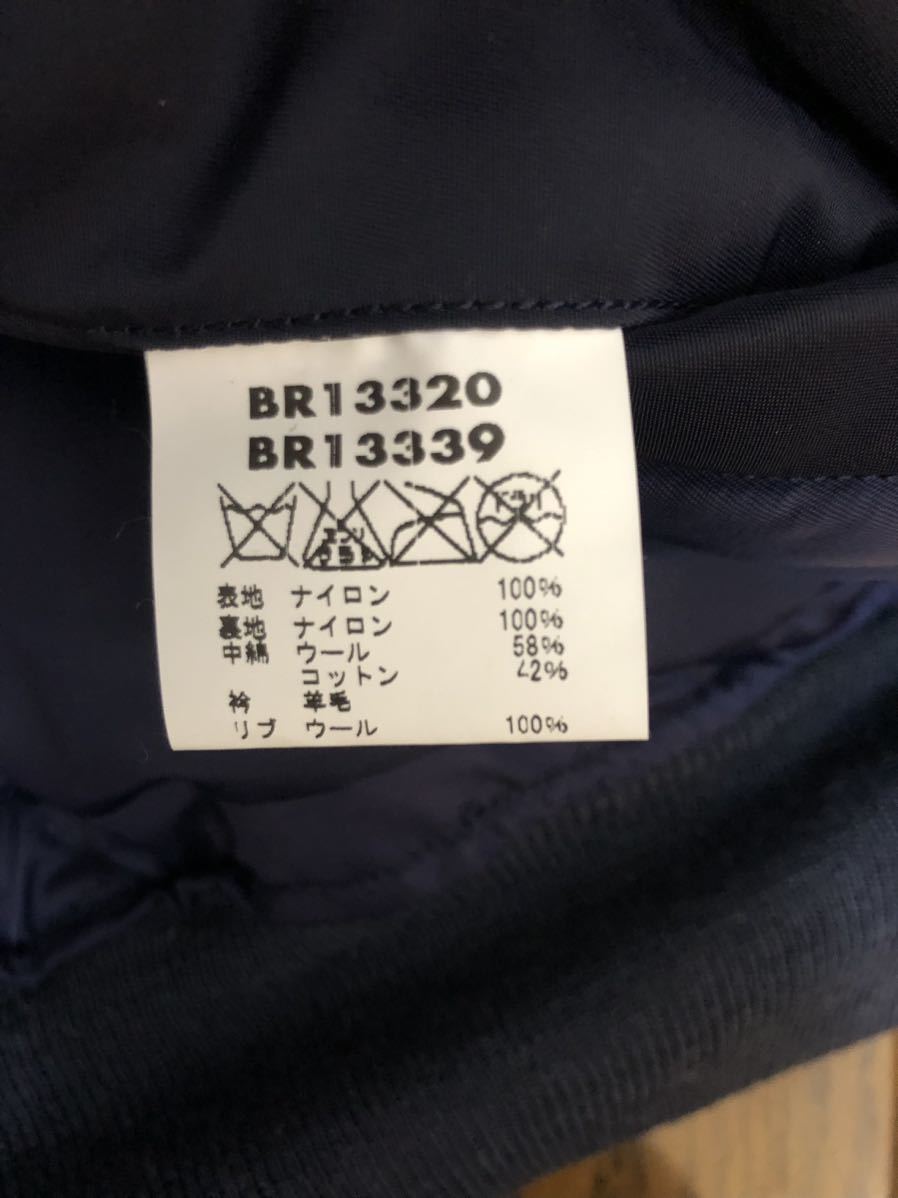 BR13320
BR13339
エンソ サラシ ドライ
表地 ナイロン 100%
裏地 ナイロン 100%
中綿 ウール 58%
コットン 42%
衿 羊毛
リブ ウール 100%